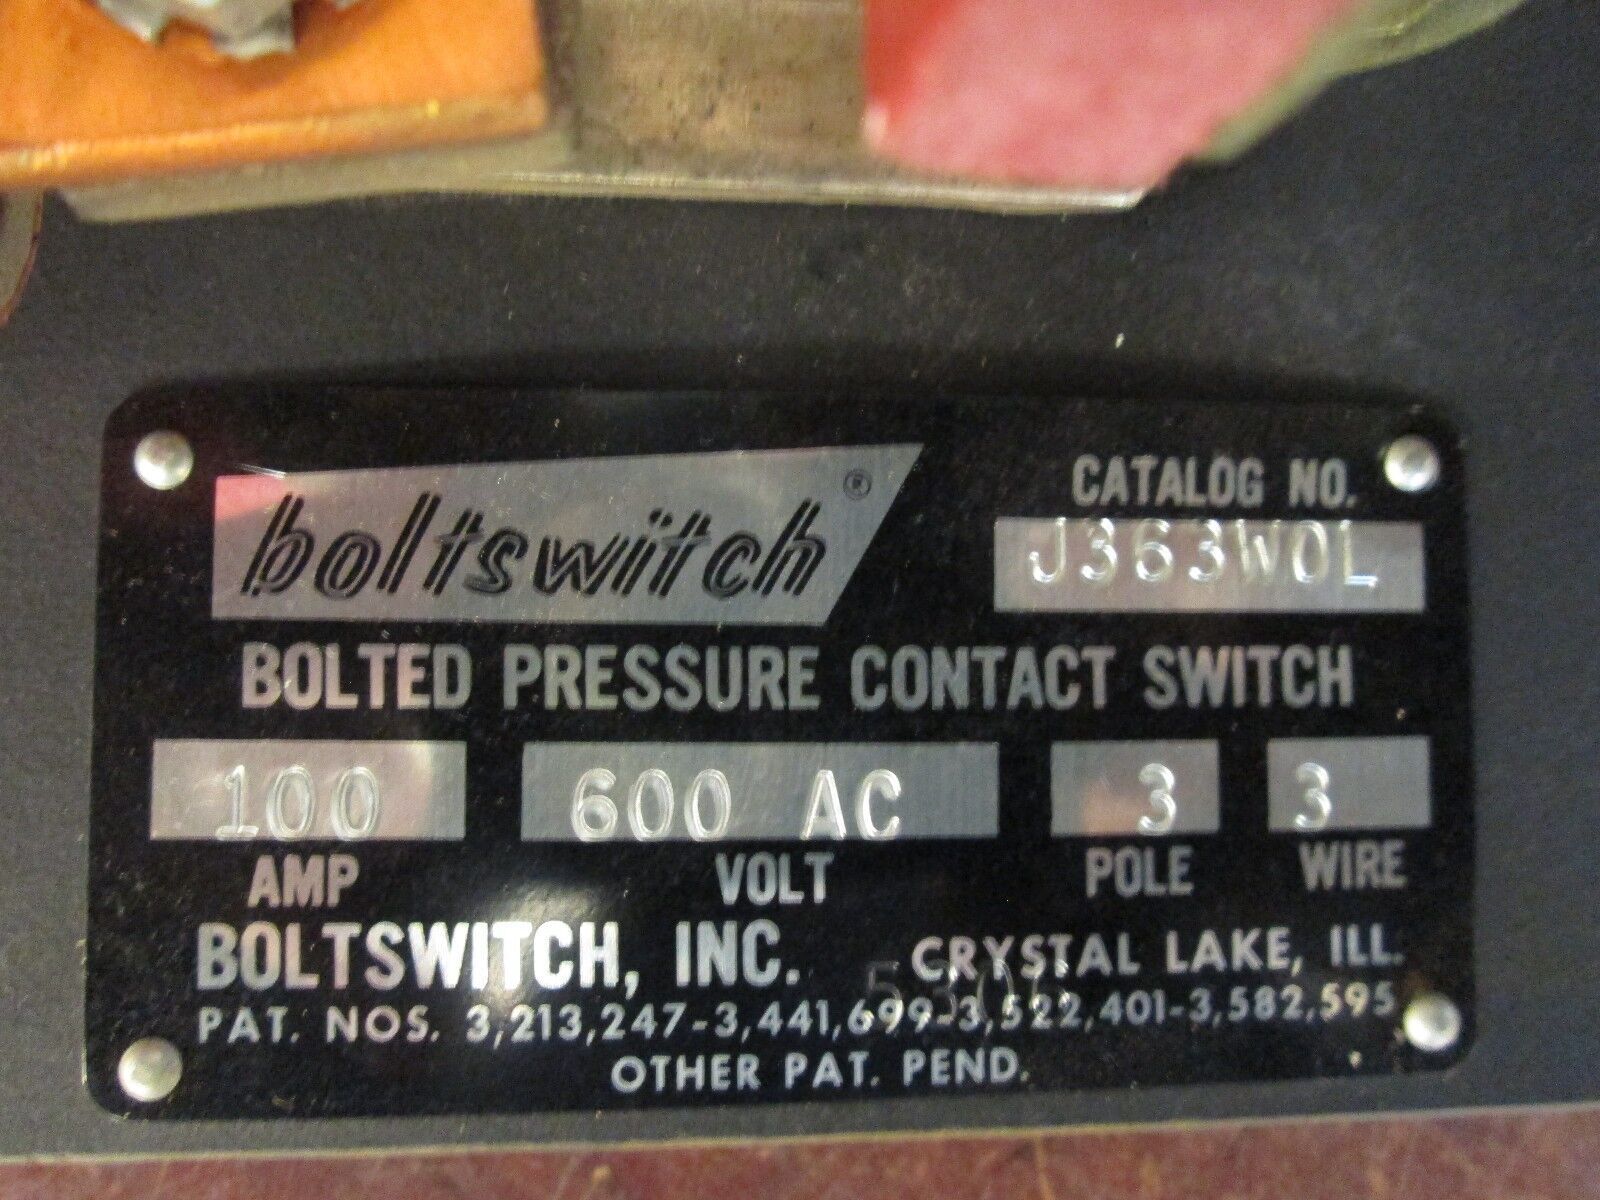 boltswitch®
CATALOG NO.
J363WOL
BOLTED PRESSURE CONTACT SWITCH
100 600 AC 3 3
AMP VOLT POLE WIRE
BOLTSWITCH, INC. CRYSTAL LAKE, ILL.
PAT. NOS. 3,213,247-3,441,699-3,522,401-3,582,595
OTHER PAT. PEND.